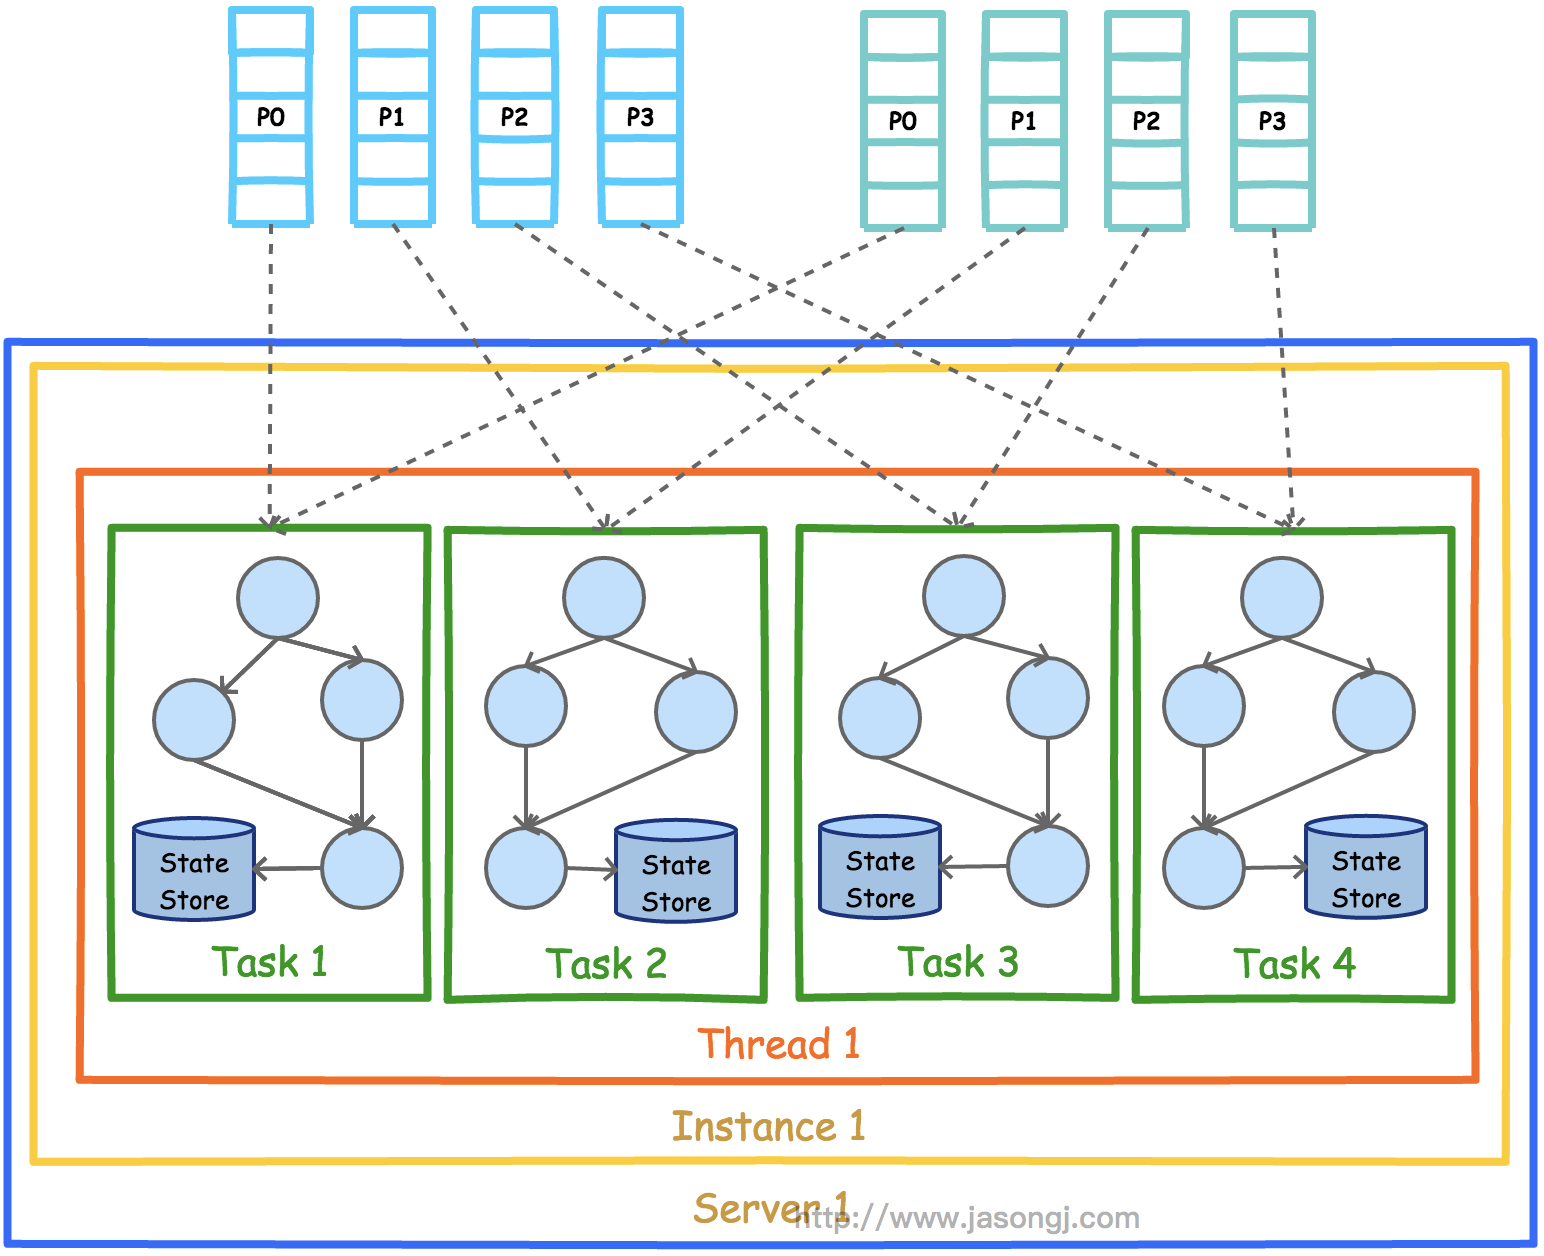 P0 P1 P2 P3 P0 P1 P2 P3
State Store
State Store
State Store
State Store
Task 1 Task 2 Task 3 Task 4
Thread 1
Instance 1
Server 1
http://www.jasongj.com